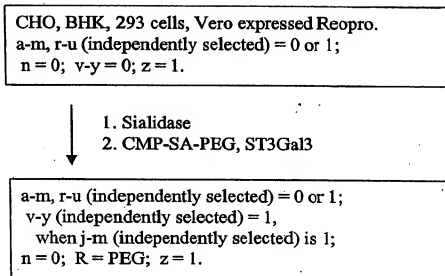 CHO, BHK, 293 cells, Vero expressed Reopro.
a-m, r-u (independently selected) = 0 or 1;
n = 0; v-y = 0; z = 1.
1. Sialidase
2. CMP-SA-PEG, ST3Gal3
a-m, r-u (independently selected) = 0 or 1;
v-y (independently selected) = 1,
when j-m (independently selected) is 1;
n = 0; R = PEG; z = 1.